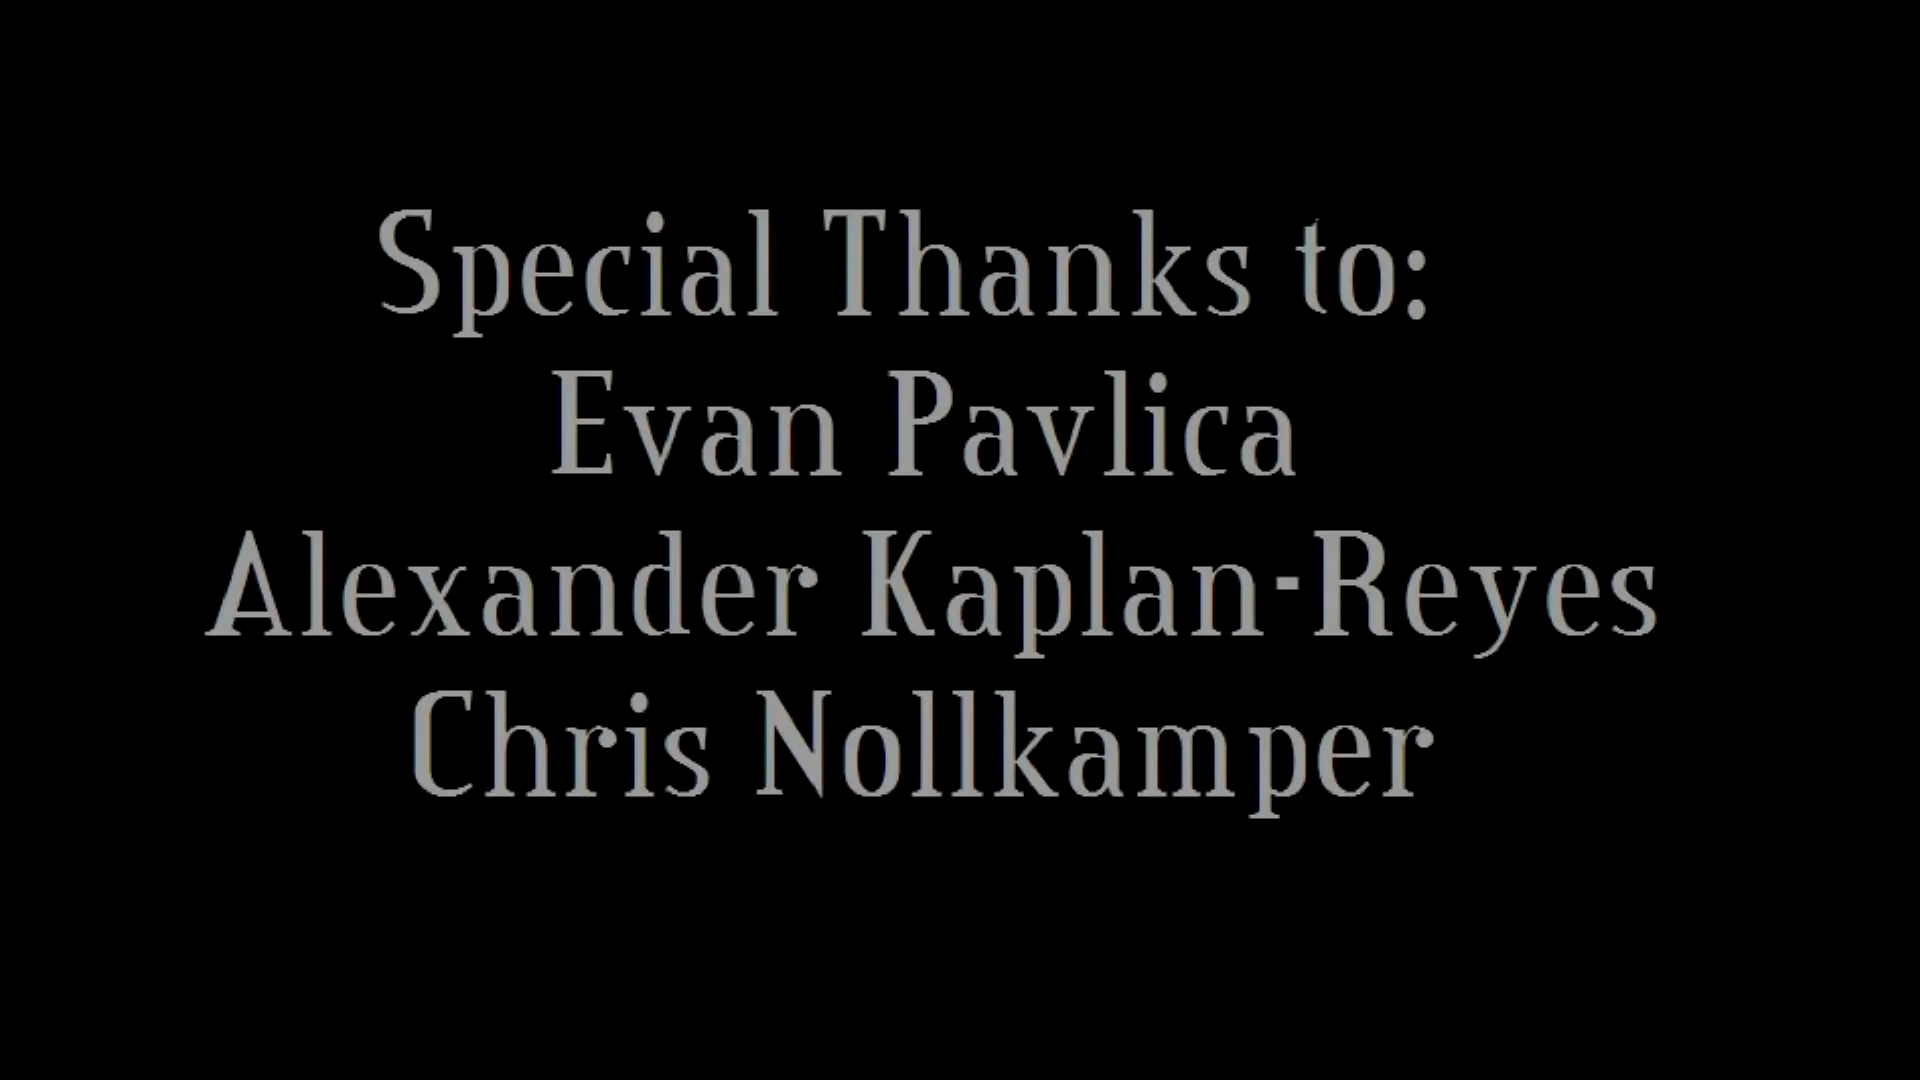 Special Thanks to:
Evan Pavlica
Alexander Kaplan-Reyes
Chris Nollkamper